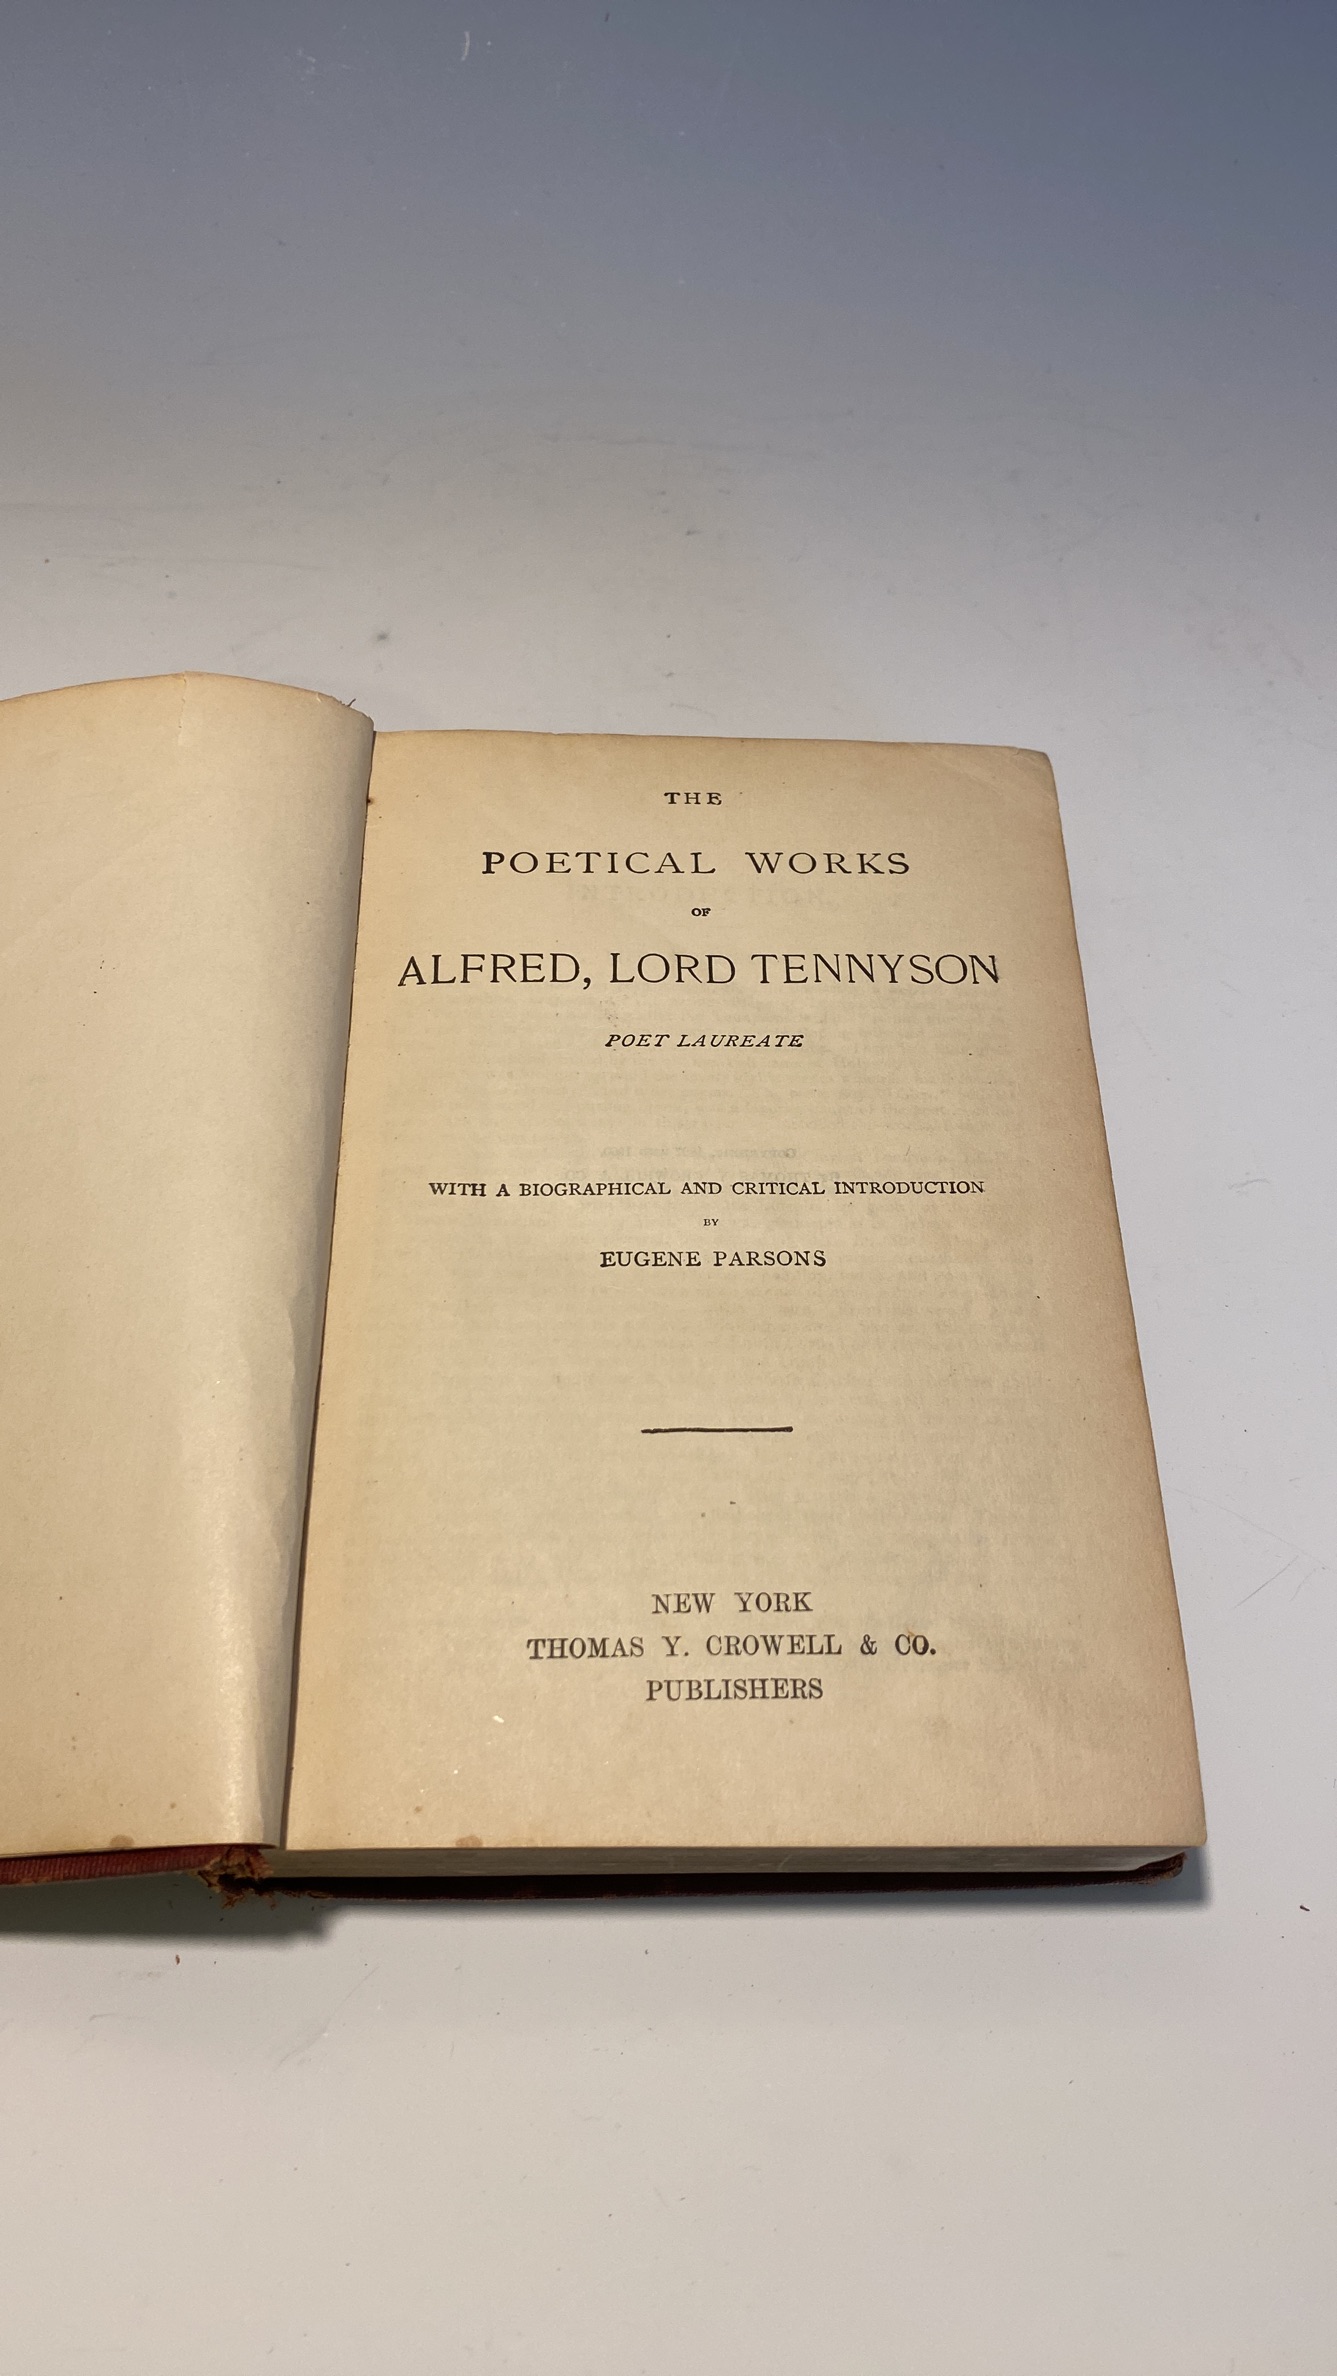 THE
POETICAL WORKS
OF
ALFRED, LORD TENNYSON
POET LAUREATE
WITH A BIOGRAPHICAL AND CRITICAL INTRODUCTION
BY
EUGENE PARSONS
NEW YORK
THOMAS Y. CROWELL & CO.
PUBLISHERS